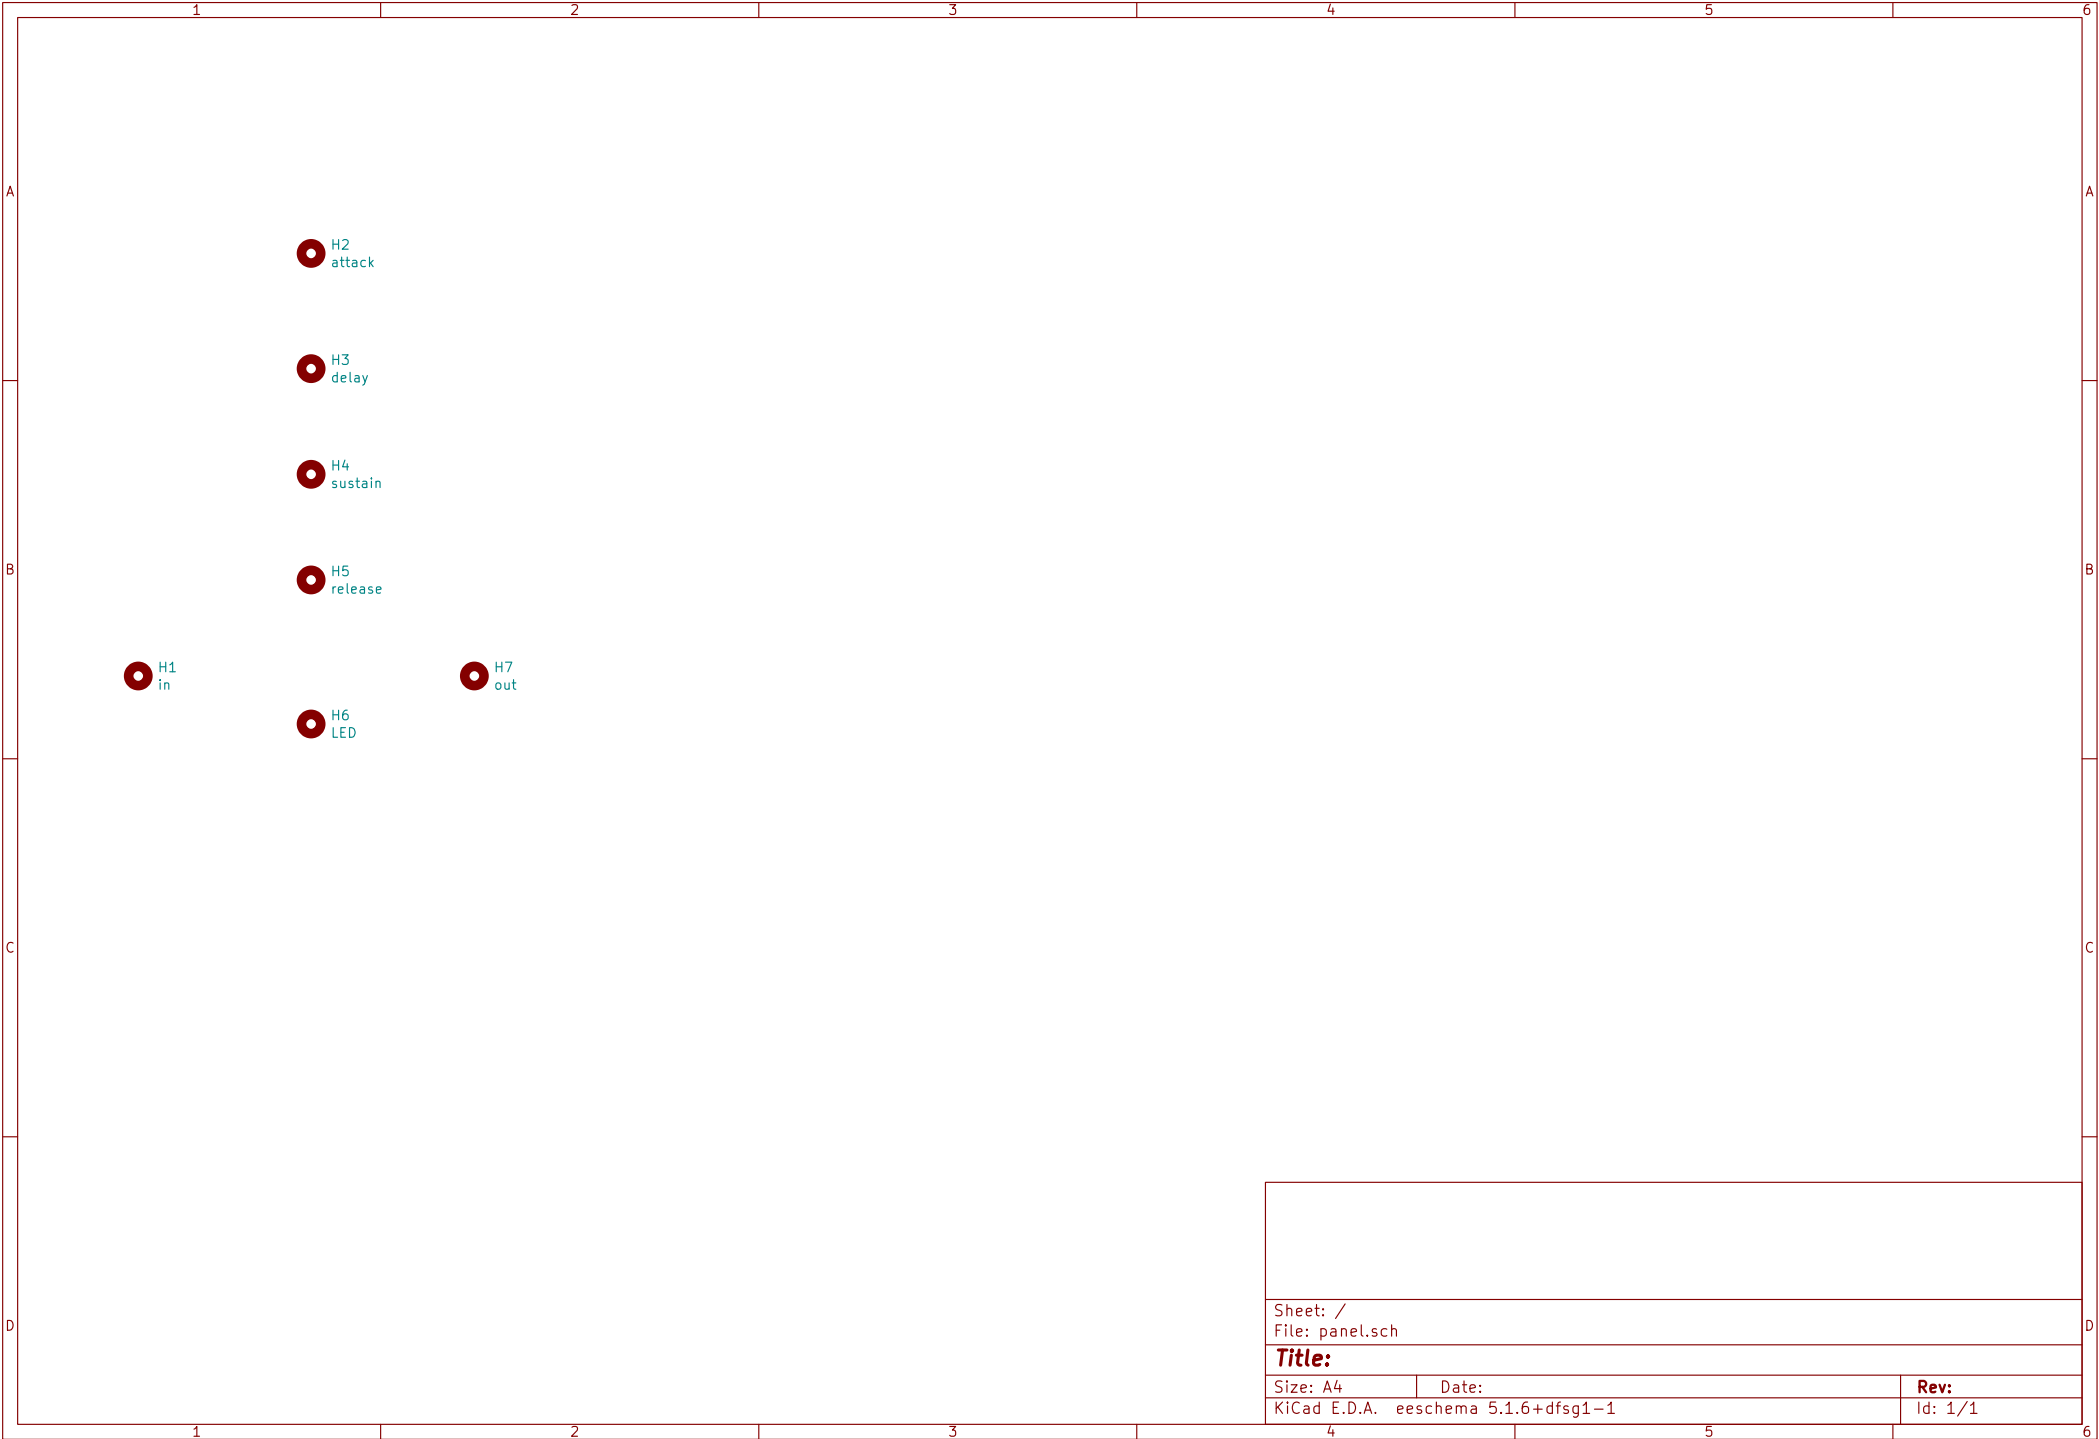 1 2 3 4 5 6
A A
H2
attack
H3
delay
H4
sustain
H5
release
B B
H1
in
H7
out
H6
LED
C C
Sheet: /
File: panel.sch
D D
Title:
Size: A4 Date: Rev:
KiCad E.D.A. eeschema 5.1.6+dfsg1-1 Id: 1/1
1 2 3 4 5 6